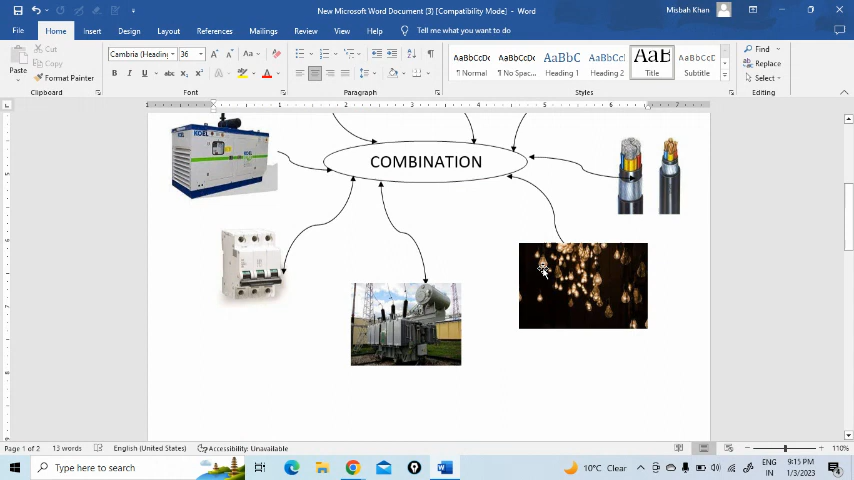 New Microsoft Word Document (3) [Compatibility Mode] - Word
Misbah Khan
File Home Insert Design Layout References Mailings Review View Help Tell me what you want to do
Paste
Cut
Copy
Format Painter
Clipboard
Cambria (Headin 36
Font
Paragraph
AaBbCcDc AaBbCcDc AaBbC AaBbCc AaB AaBbCcC
¶ Normal ¶ No Spac... Heading 1 Heading 2 Title Subtitle
Styles
Find
Replace
Select
Editing
KOEL
COMBINATION
Page 1 of 2 13 words English (United States) Accessibility: Unavailable 110%
Type here to search
10°C Clear
ENG
IN
9:15 PM
1/3/2023
4